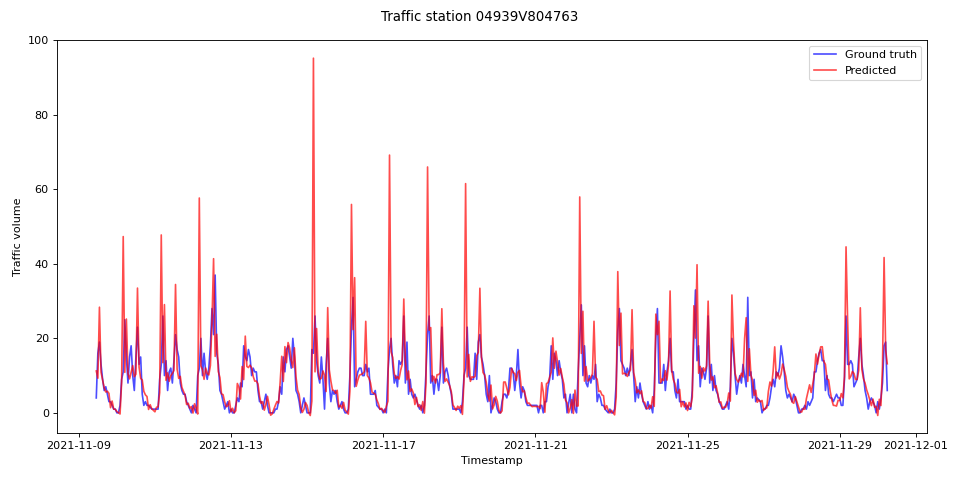 Traffic station 04939V804763
Ground truth
Predicted
Traffic volume
100
80
60
40
20
0
2021-11-09
2021-11-13
2021-11-17
2021-11-21
2021-11-25
2021-11-29
2021-12-01
Timestamp